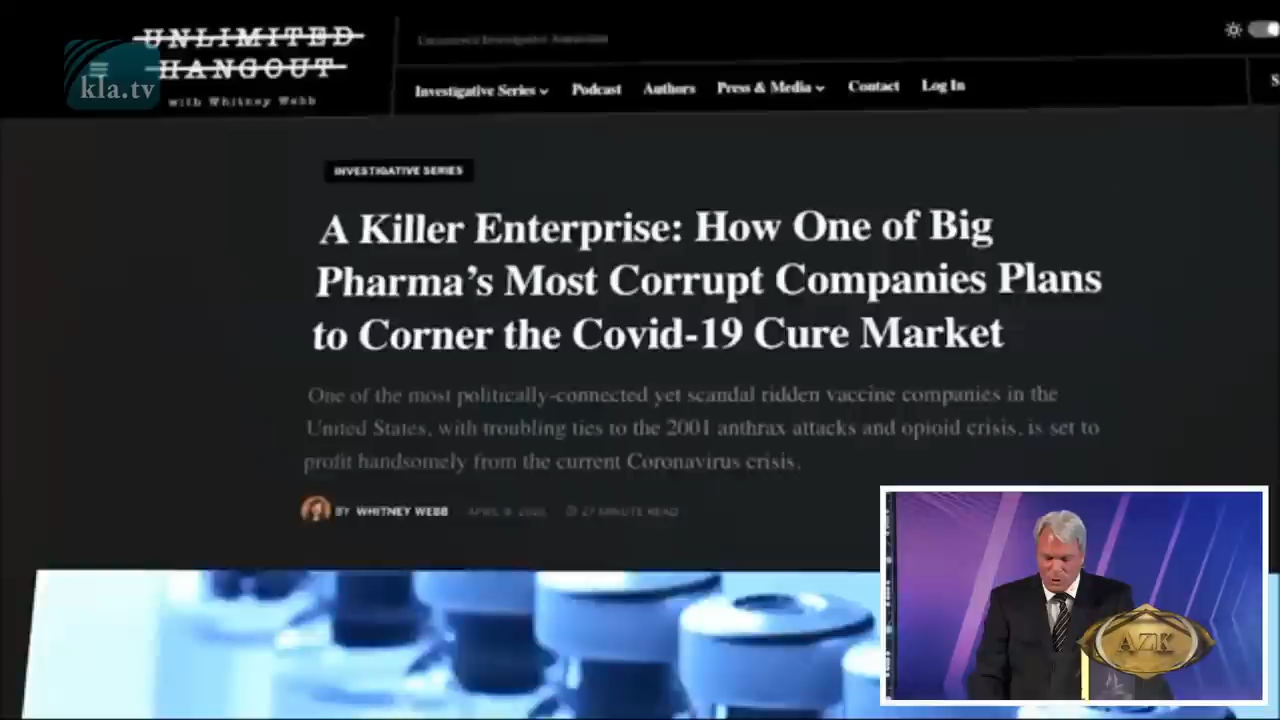 UNLIMITED
HANGOUT
with Whitney Webb
kla.tv
Investigative Series
Podcast
Authors
Press & Media
Contact
Log In
S
INVESTIGATIVE SERIES
A Killer Enterprise: How One of Big
Pharma's Most Corrupt Companies Plans
to Corner the Covid-19 Cure Market
One of the most politically-connected yet scandal ridden vaccine companies in the
United States, with troubling ties to the 2001 anthrax attacks and opioid crisis, is set to
profit handsomely from the current Coronavirus crisis.
BY WHITNEY WEBB
27 MINUTE READ
AZK